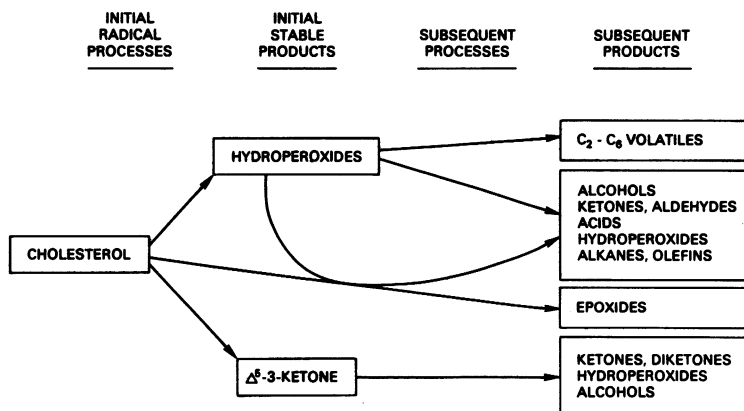 INITIAL
RADICAL
PROCESSES
INITIAL
STABLE
PRODUCTS
SUBSEQUENT
PROCESSES
SUBSEQUENT
PRODUCTS
C₂ - C₆ VOLATILES
HYDROPEROXIDES
ALCOHOLS
KETONES, ALDEHYDES
ACIDS
HYDROPEROXIDES
ALKANES, OLEFINS
CHOLESTEROL
EPOXIDES
Δ⁵-3-KETONE
KETONES, DIKETONES
HYDROPEROXIDES
ALCOHOLS